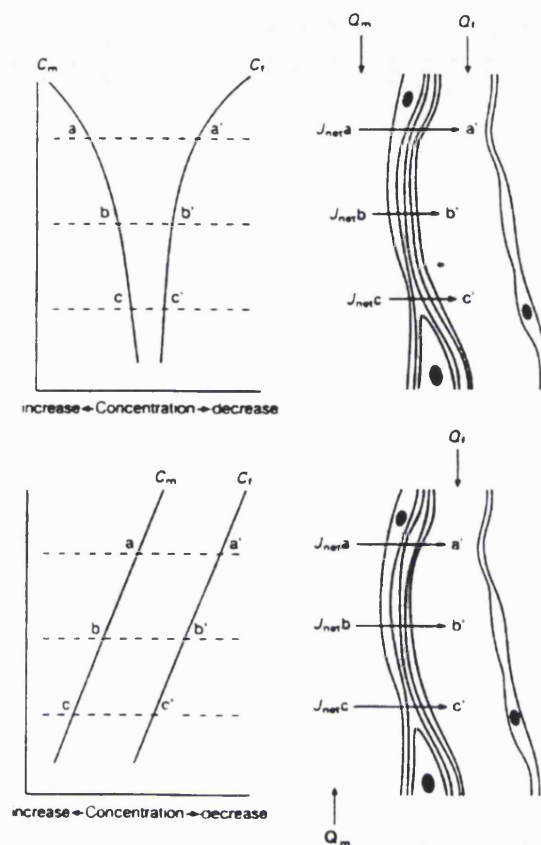 Cm Cf
a a'
b b'
c c'
increase ← Concentration → decrease
Qm Qf
Jnet a a'
Jnet b b'
Jnet c c'
Cm Cf
a a'
b b'
c c'
increase ← Concentration → decrease
Qf
Jnet a a'
Jnet b b'
Jnet c c'
Qm